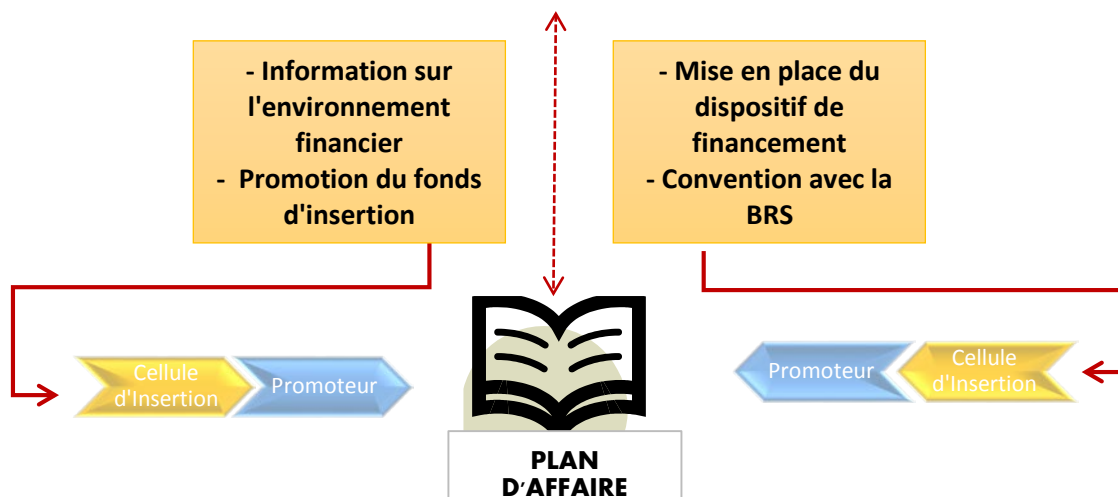 - Information sur
l'environnement
financier
- Promotion du fonds
d'insertion
- Mise en place du
dispositif de
financement
- Convention avec la
BRS
Cellule
d'Insertion
Promoteur
Promoteur
Cellule
d'Insertion
PLAN
D'AFFAIRE